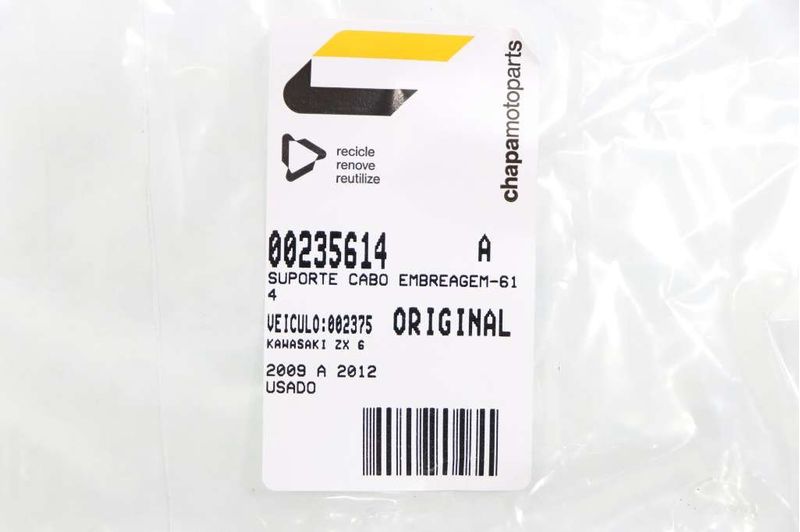 chapamotoparts
recicle
renove
reutilize
00235614 A
SUPORTE CABO EMBREAGEM-61
4
VEICULO:002375 ORIGINAL
KAWASAKI ZX 6
2009 A 2012
USADO